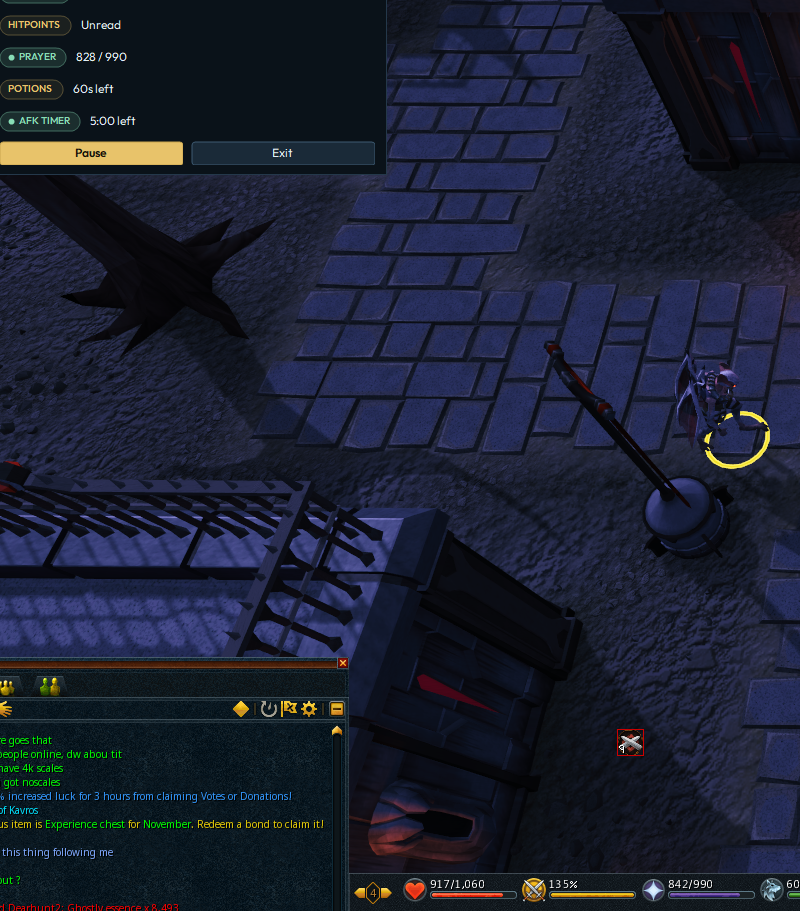 HITPOINTS Unread
PRAYER 828 / 990
POTIONS 60s left
AFK TIMER 5:00 left
Pause Exit
e goes that
people online, dw abou tit
have 4k scales
got noscales
% increased luck for 3 hours from claiming Votes or Donations!
of Kavros
us item is Experience chest for November. Redeem a bond to claim it!
this thing following me
out ?
d Dearhunt2: Ghostly essence x 8,493
4 917/1,060 135% 842/990 60